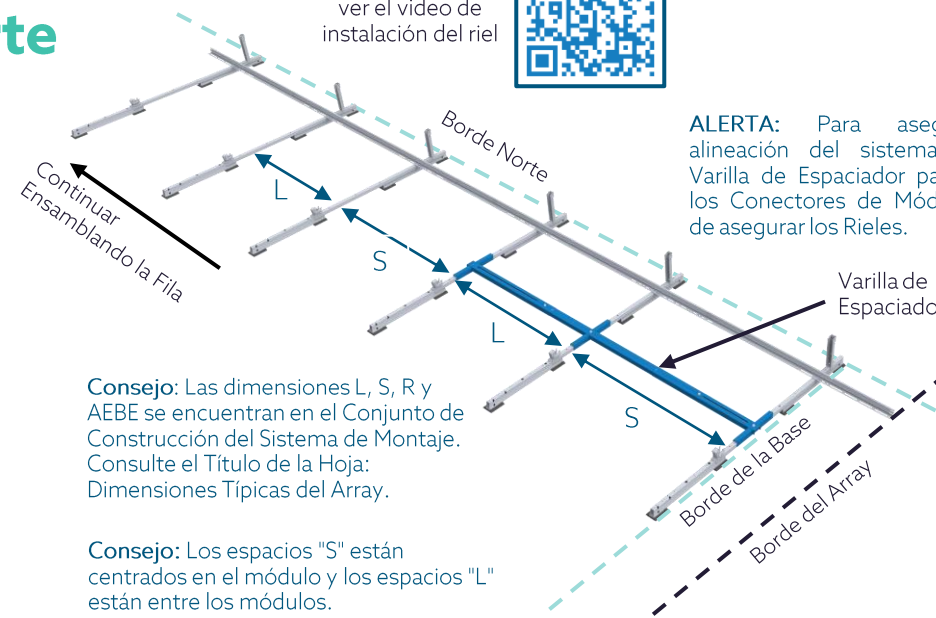 ver el video de
instalación del riel
Borde Norte
ALERTA: Para
alineación del sistema
Varilla de Espaciador
los Conectores de
de asegurar los Rieles.
L
Continuar
Ensamblando la Fila
S
Varilla de
L
Consejo: Las dimensiones L, S, R y
AEBE se encuentran en el Conjunto de
Construcción del Sistema de Montaje.
Consulte el Título de la Hoja:
Dimensiones Típicas del Array.
S
Borde de la Base
Borde del Array
Consejo: Los espacios "S" están
centrados en el módulo y los espacios "L"
están entre los módulos.